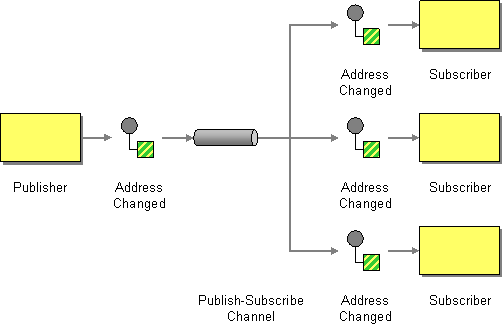 Address
Changed
Subscriber
Publisher
Address
Changed
Address
Changed
Subscriber
Publish-Subscribe
Channel
Address
Changed
Subscriber